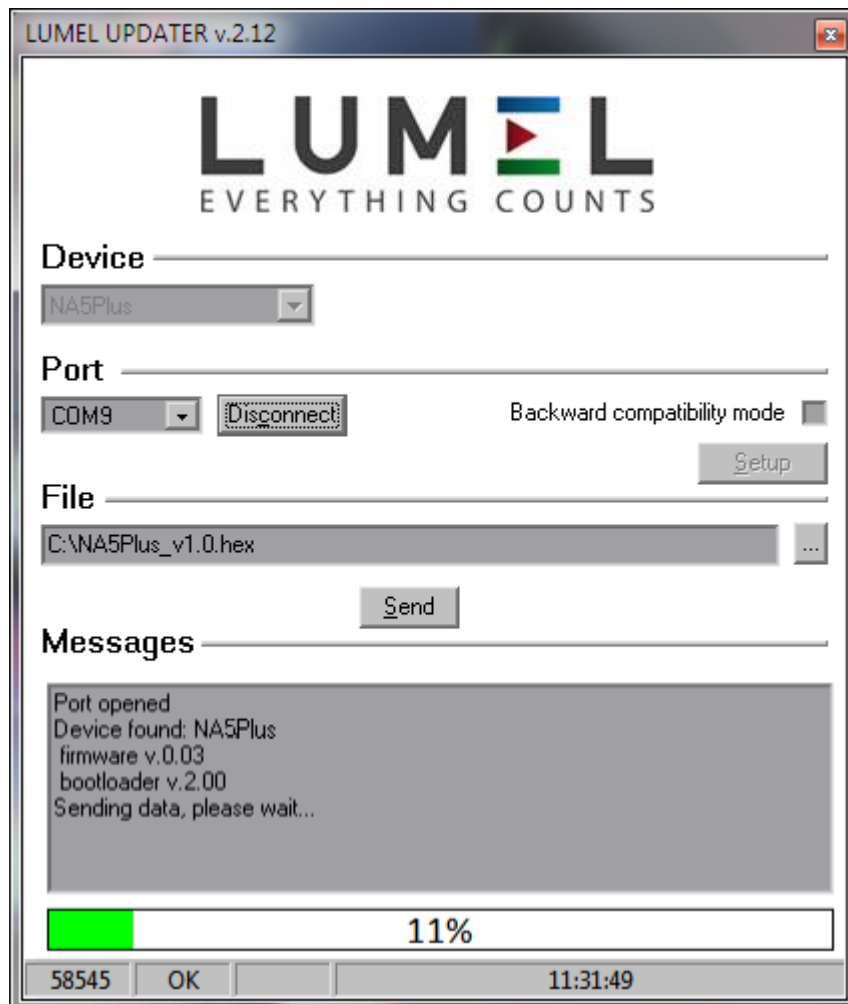 LUMEL UPDATER v.2.12
LUMEL
EVERYTHING COUNTS
Device
NA5Plus
Port
COM9 Disconnect Backward compatibility mode
Setup
File
C:\NA5Plus_v1.0.hex ...
Send
Messages
Port opened
Device found: NA5Plus
firmware v.0.03
bootloader v.2.00
Sending data, please wait...
11%
58545 OK 11:31:49